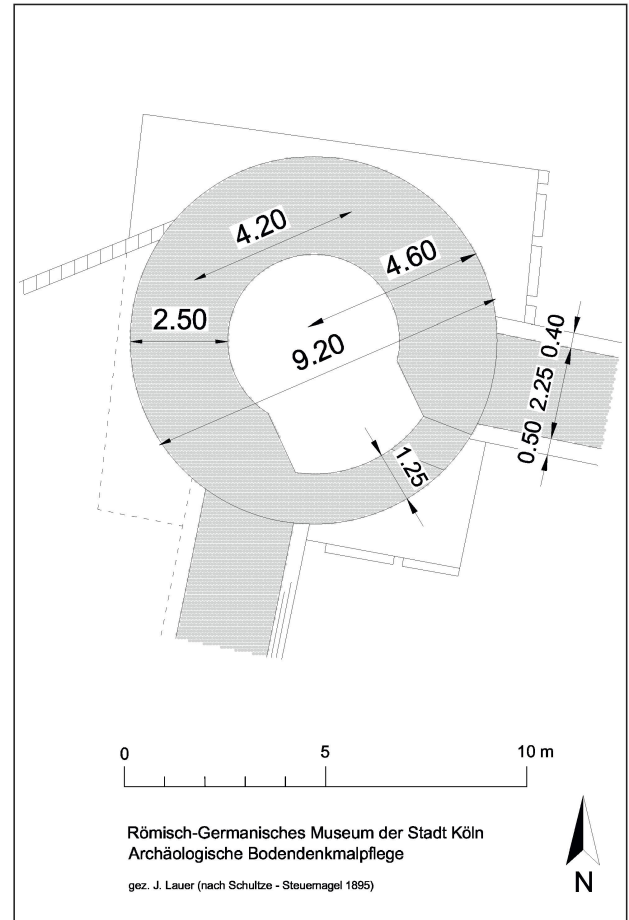 4.20
4.60
2.50
9.20
0.40
2.25
0.50
1.25
0 5 10 m
Römisch-Germanisches Museum der Stadt Köln
Archäologische Bodendenkmalpflege
gez. J. Lauer (nach Schultze - Steuernagel 1895)
N